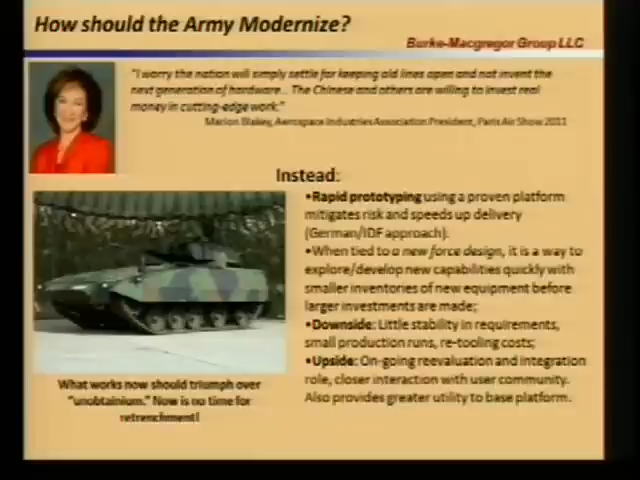 How should the Army Modernize?
Burke-Macgregor Group LLC
"I worry the nation will simply settle for keeping old lines open and not invent the
next generation of hardware... The Chinese and others are willing to invest real
money in cutting-edge work."
Marion Blakey, Aerospace Industries Association President, Paris Air Show 2011
Instead:
•Rapid prototyping using a proven platform
mitigates risk and speeds up delivery
(German/IDF approach).
•When tied to a new force design, it is a way to
explore/develop new capabilities quickly with
smaller inventories of new equipment before
larger investments are made;
•Downside: Little stability in requirements,
small production runs, re-tooling costs;
•Upside: On-going reevaluation and integration
role, closer interaction with user community.
Also provides greater utility to base platform.
What works now should triumph over
"unobtainium." Now is no time for
retrenchment!